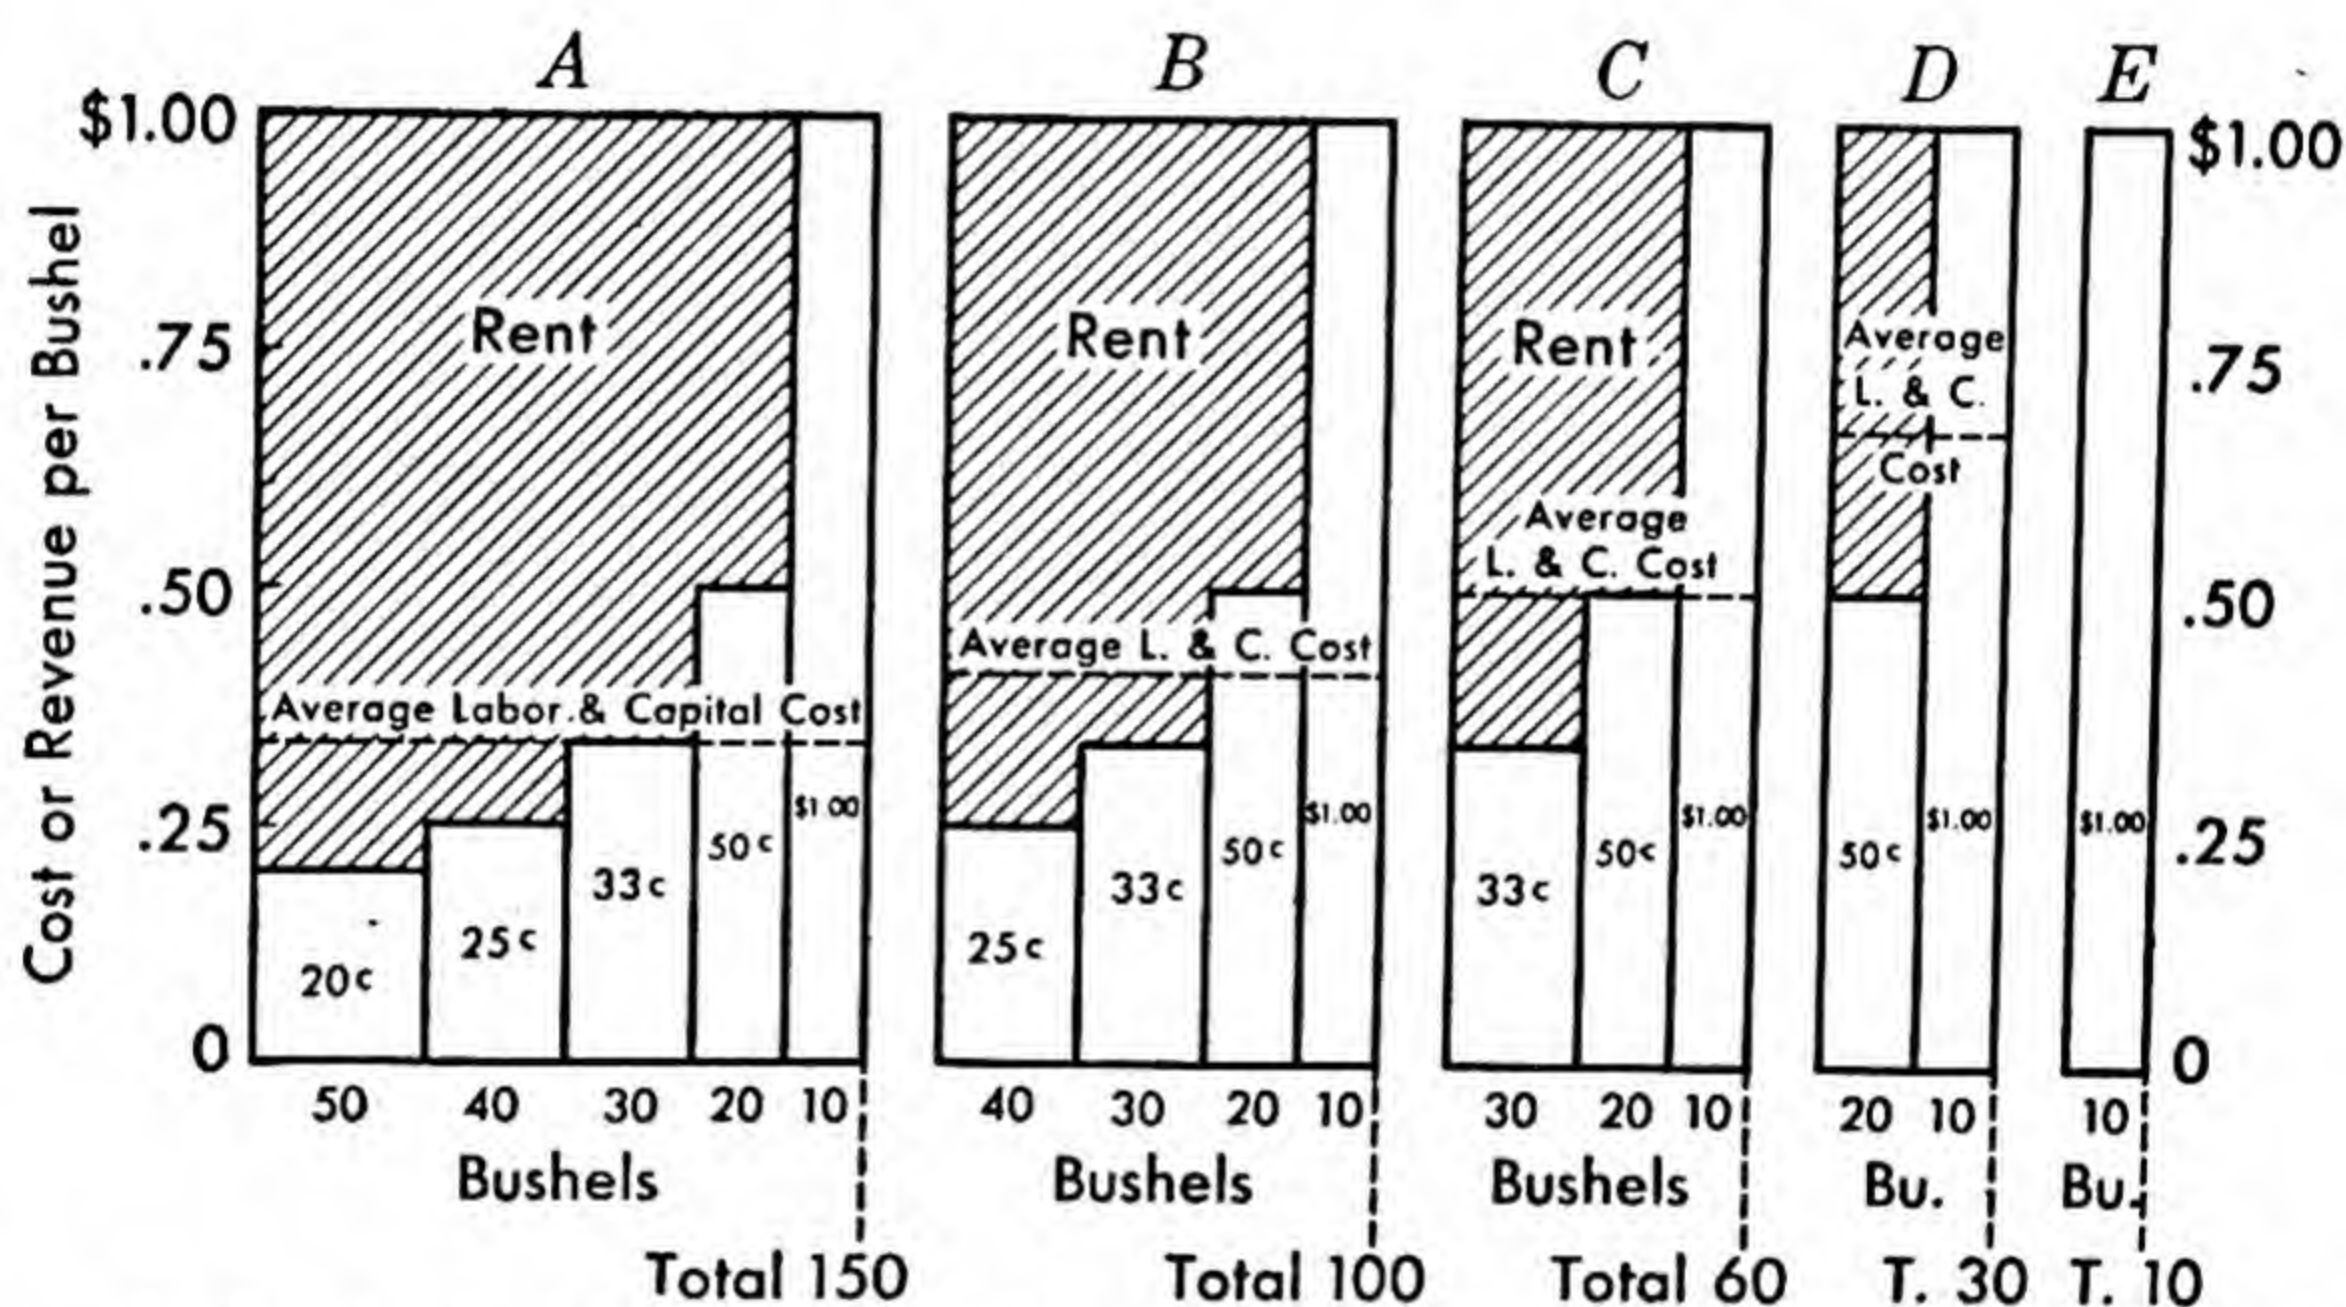 A B C D E
$1.00 $1.00
Cost or Revenue per Bushel
.75 Rent Rent Rent Average .75
L. & C.
Cost
Average
.50 L. & C. Cost .50
Average L. & C. Cost
Average Labor & Capital Cost
.25 .25
20c 25c 33c 50c $1.00
25c 33c 50c $1.00
33c 50c $1.00
50c $1.00
$1.00
0 0
50 40 30 20 10 40 30 20 10 30 20 10 20 10 10
Bushels Bushels Bushels Bu. Bu.
Total 150 Total 100 Total 60 T. 30 T. 10